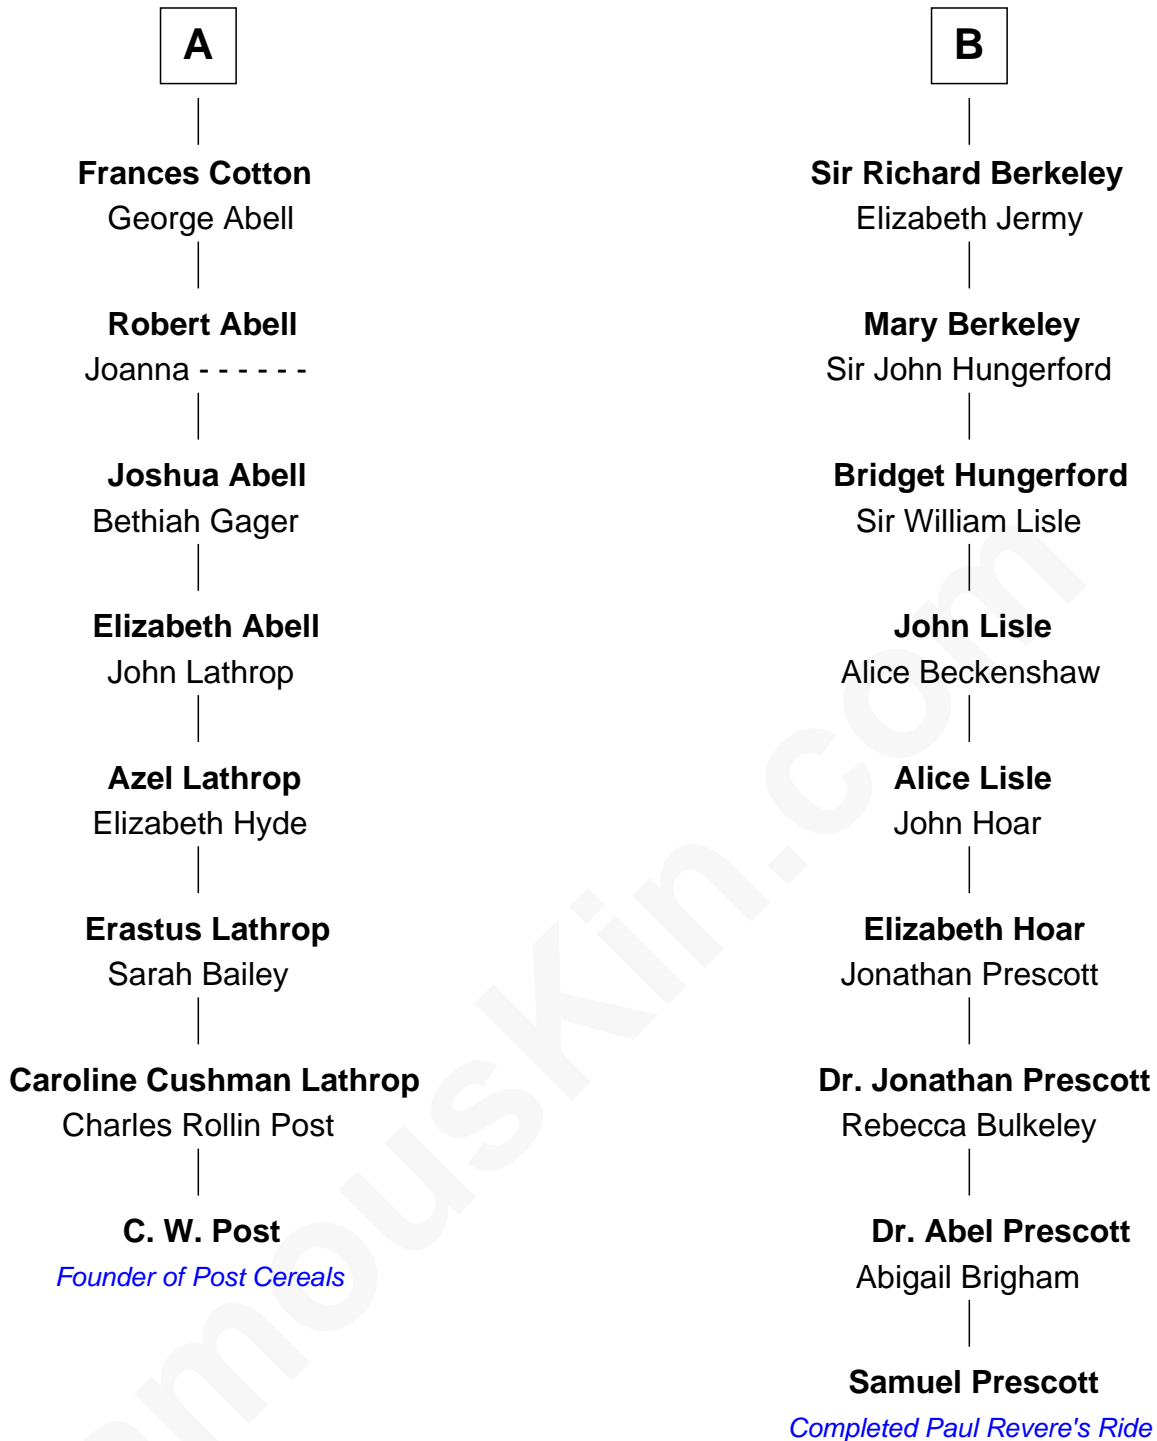 A
Frances Cotton
George Abell
Robert Abell
Joanna - - - - - -
Joshua Abell
Bethiah Gager
Elizabeth Abell
John Lathrop
Azel Lathrop
Elizabeth Hyde
Erastus Lathrop
Sarah Bailey
Caroline Cushman Lathrop
Charles Rollin Post
C. W. Post
Founder of Post Cereals
B
Sir Richard Berkeley
Elizabeth Jermy
Mary Berkeley
Sir John Hungerford
Bridget Hungerford
Sir William Lisle
John Lisle
Alice Beckenshaw
Alice Lisle
John Hoar
Elizabeth Hoar
Jonathan Prescott
Dr. Jonathan Prescott
Rebecca Bulkeley
Dr. Abel Prescott
Abigail Brigham
Samuel Prescott
Completed Paul Revere's Ride
amouskin.com